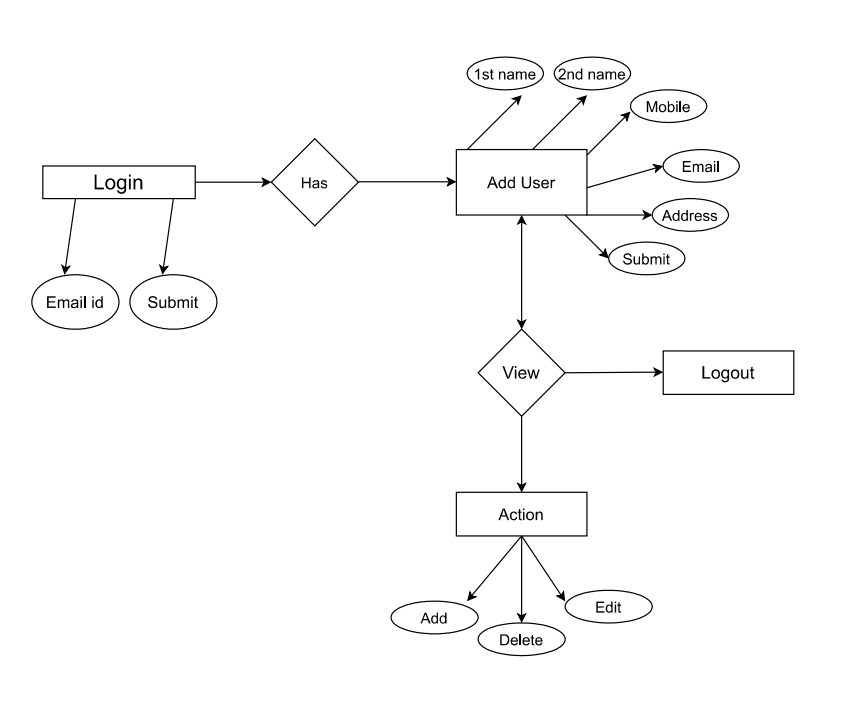 1st name
2nd name
Mobile
Login
Has
Add User
Email
Address
Submit
Email id
Submit
View
Logout
Action
Add
Delete
Edit